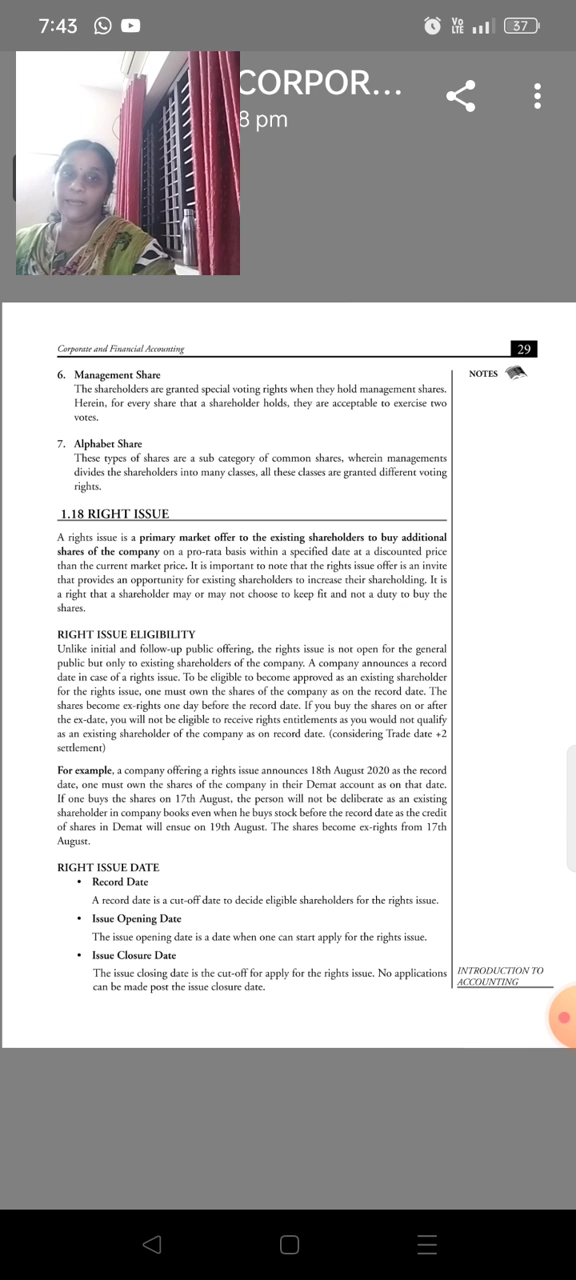 7:43
Vo
LTE
37
CORPOR...
8 pm
Corporate and Financial Accounting
29
NOTES
6. Management Share
The shareholders are granted special voting rights when they hold management shares.
Herein, for every share that a shareholder holds, they are acceptable to exercise two
votes.
7. Alphabet Share
These types of shares are a sub category of common shares, wherein managements
divides the shareholders into many classes, all these classes are granted different voting
rights.
1.18 RIGHT ISSUE
A rights issue is a primary market offer to the existing shareholders to buy additional
shares of the company on a pro-rata basis within a specified date at a discounted price
than the current market price. It is important to note that the rights issue offer is an invite
that provides an opportunity for existing shareholders to increase their shareholding. It is
a right that a shareholder may or may not choose to keep fit and not a duty to buy the
shares.
RIGHT ISSUE ELIGIBILITY
Unlike initial and follow-up public offering, the rights issue is not open for the general
public but only to existing shareholders of the company. A company announces a record
date in case of a rights issue. To be eligible to become approved as an existing shareholder
for the rights issue, one must own the shares of the company as on the record date. The
shares become ex-rights one day before the record date. If you buy the shares on or after
the ex-date, you will not be eligible to receive rights entitlements as you would not qualify
as an existing shareholder of the company as on record date. (considering Trade date +2
settlement)
For example, a company offering a rights issue announces 18th August 2020 as the record
date, one must own the shares of the company in their Demat account as on that date.
If one buys the shares on 17th August, the person will not be deliberate as an existing
shareholder in company books even when he buys stock before the record date as the credit
of shares in Demat will ensue on 19th August. The shares become ex-rights from 17th
August.
RIGHT ISSUE DATE
• Record Date
A record date is a cut-off date to decide eligible shareholders for the rights issue.
• Issue Opening Date
The issue opening date is a date when one can start apply for the rights issue.
• Issue Closure Date
The issue closing date is the cut-off for apply for the rights issue. No applications
can be made post the issue closure date.
INTRODUCTION TO
ACCOUNTING